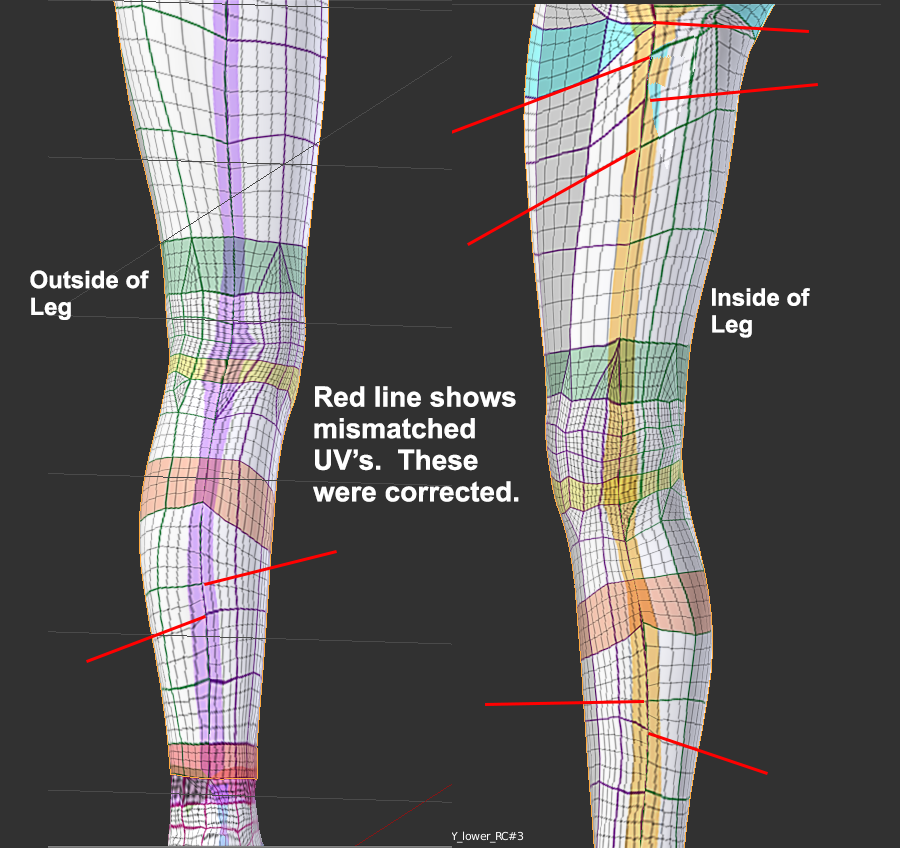 Outside of
Leg
Inside of
Leg
Red line shows
mismatched
UV's.  These
were corrected.
Y_lower_RC#3